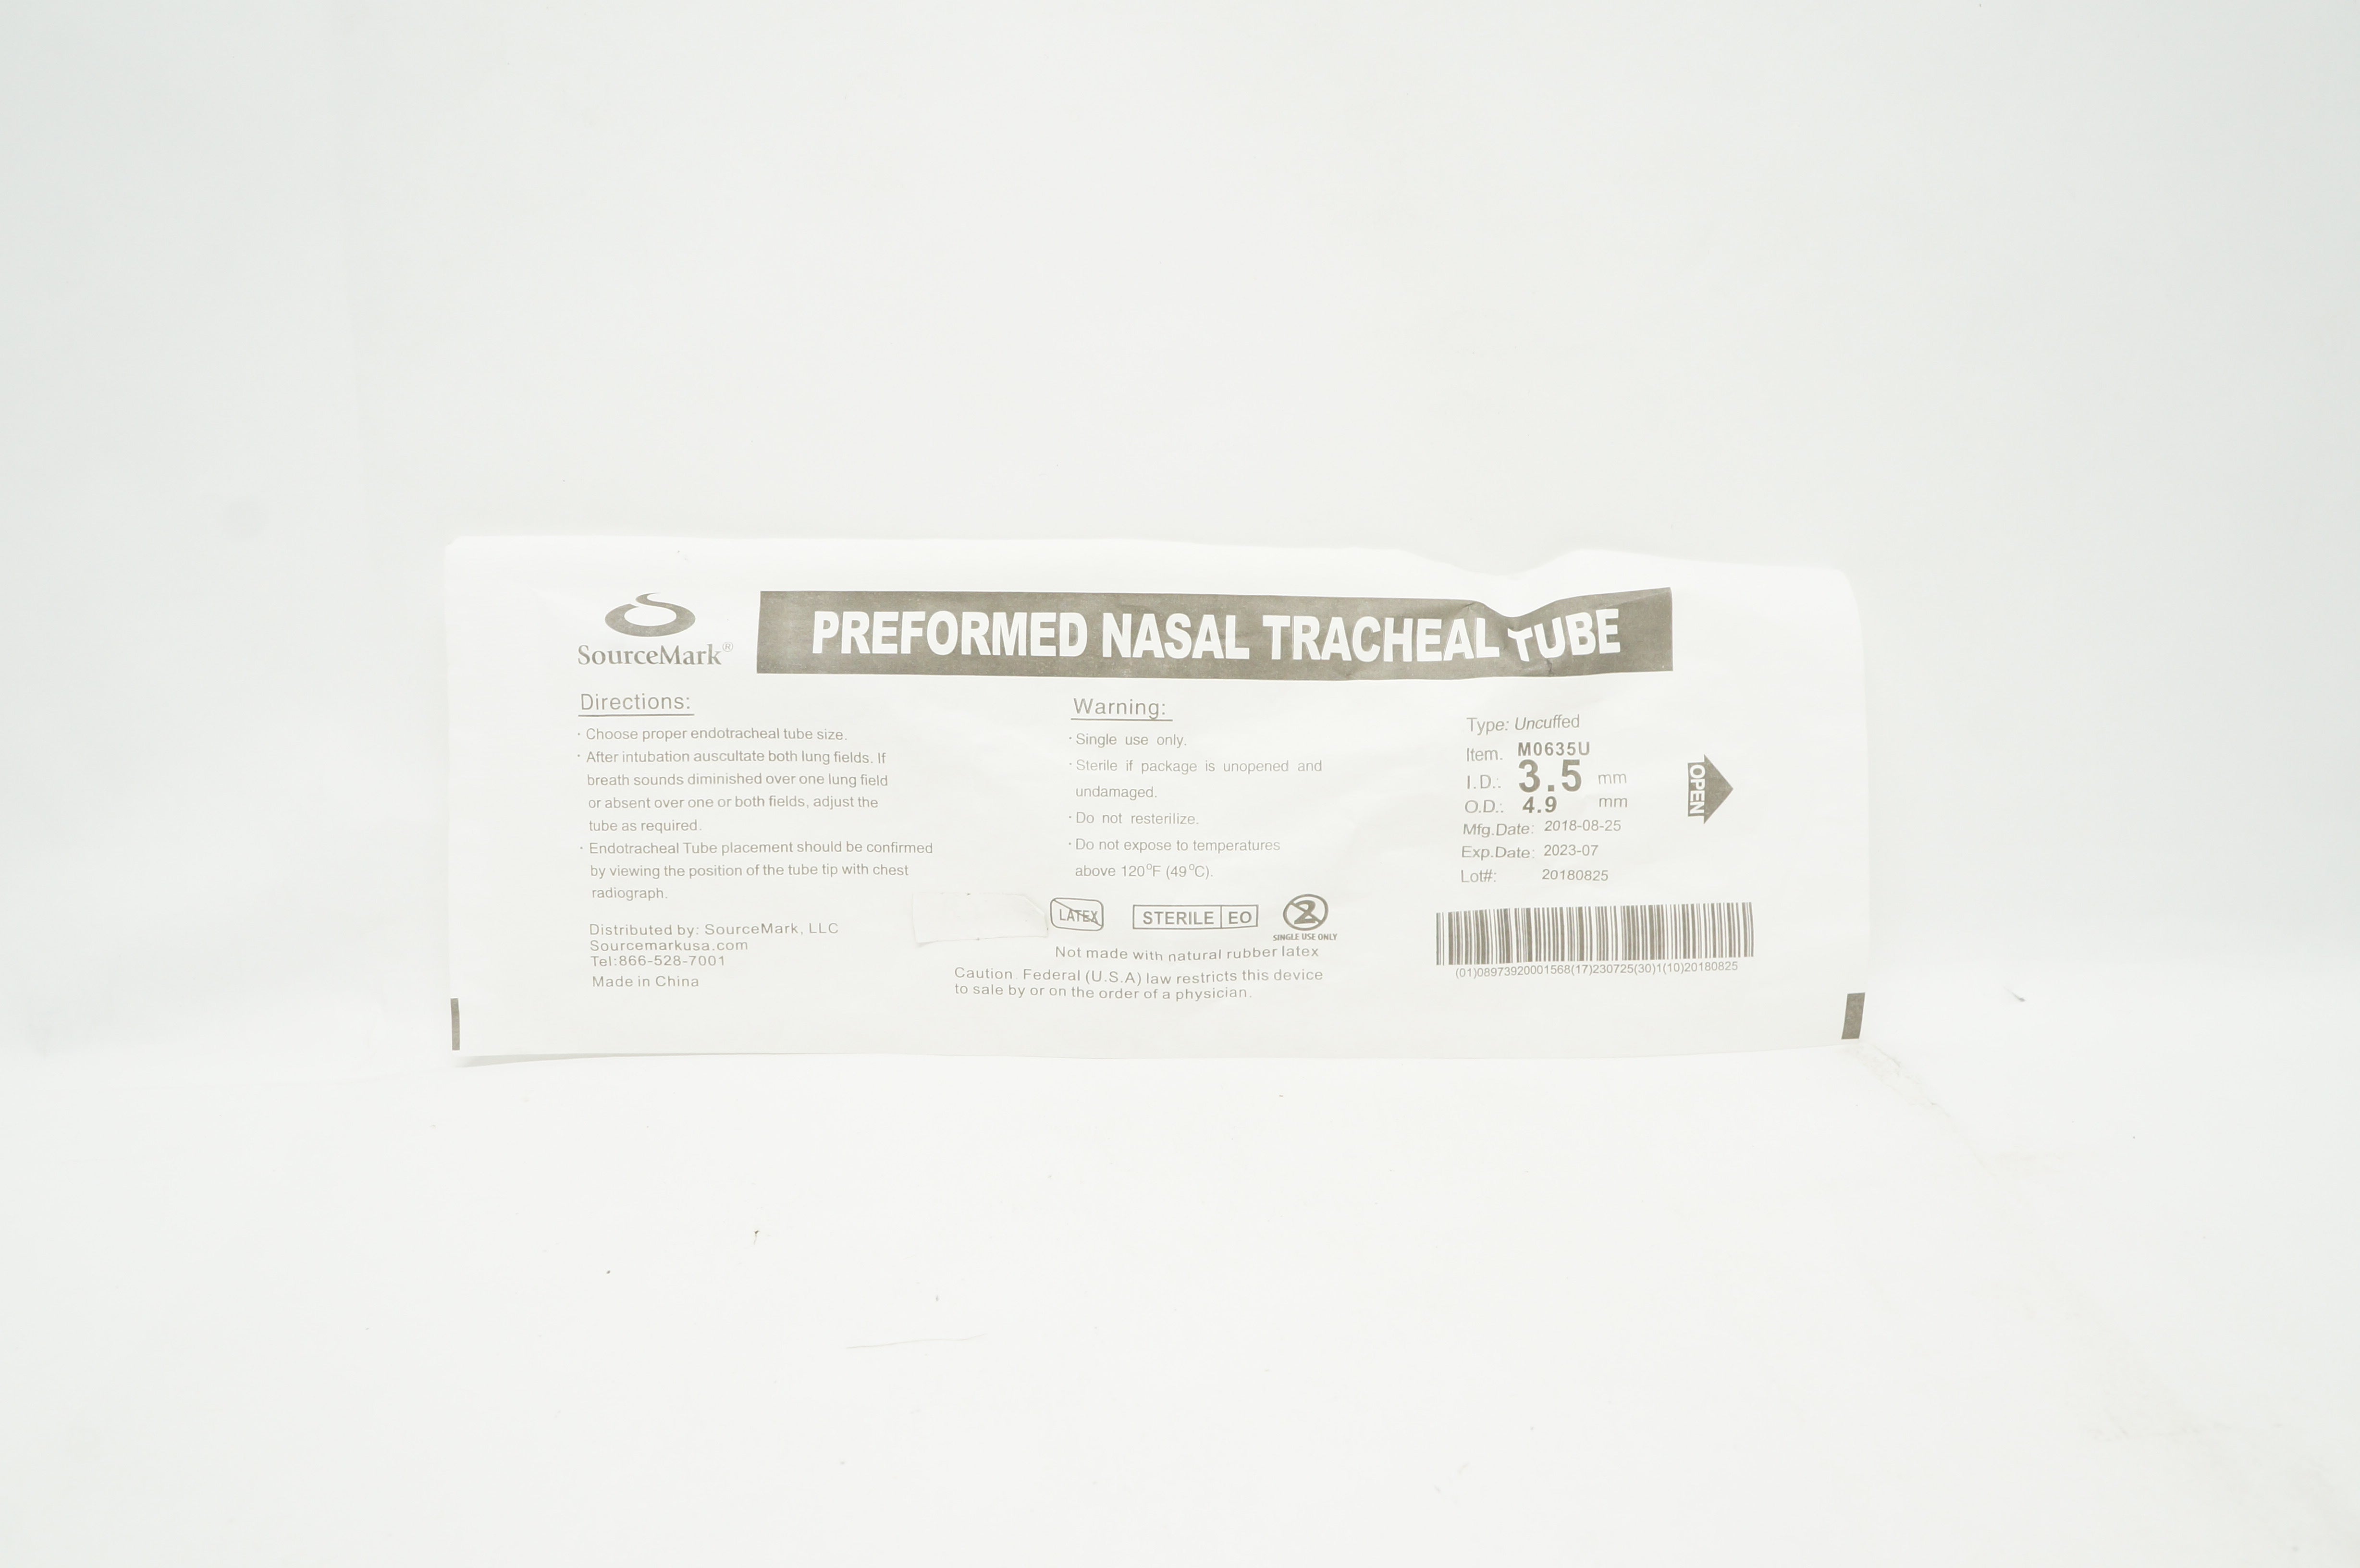 SourceMark®
PREFORMED NASAL TRACHEAL TUBE
Directions:
· Choose proper endotracheal tube size.
· After intubation auscultate both lung fields. If
breath sounds diminished over one lung field
or absent over one or both fields, adjust the
tube as required.
· Endotracheal Tube placement should be confirmed
by viewing the position of the tube tip with chest
radiograph.
Distributed by: SourceMark, LLC
Sourcemarkusa.com
Tel:866-528-7001
Made in China
Warning:
· Single use only.
· Sterile if package is unopened and
undamaged.
· Do not resterilize.
· Do not expose to temperatures
above 120°F (49°C).
LATEX
STERILE EO
2
SINGLE USE ONLY
Not made with natural rubber latex
Caution. Federal (U.S.A) law restricts this device
to sale by or on the order of a physician.
Type: Uncuffed
Item. M0635U
I.D.: 3.5 mm
O.D.: 4.9 mm
Mfg.Date: 2018-08-25
Exp.Date: 2023-07
Lot#: 20180825
OPEN
(01)08973920001568(17)230725(30)1(10)20180825